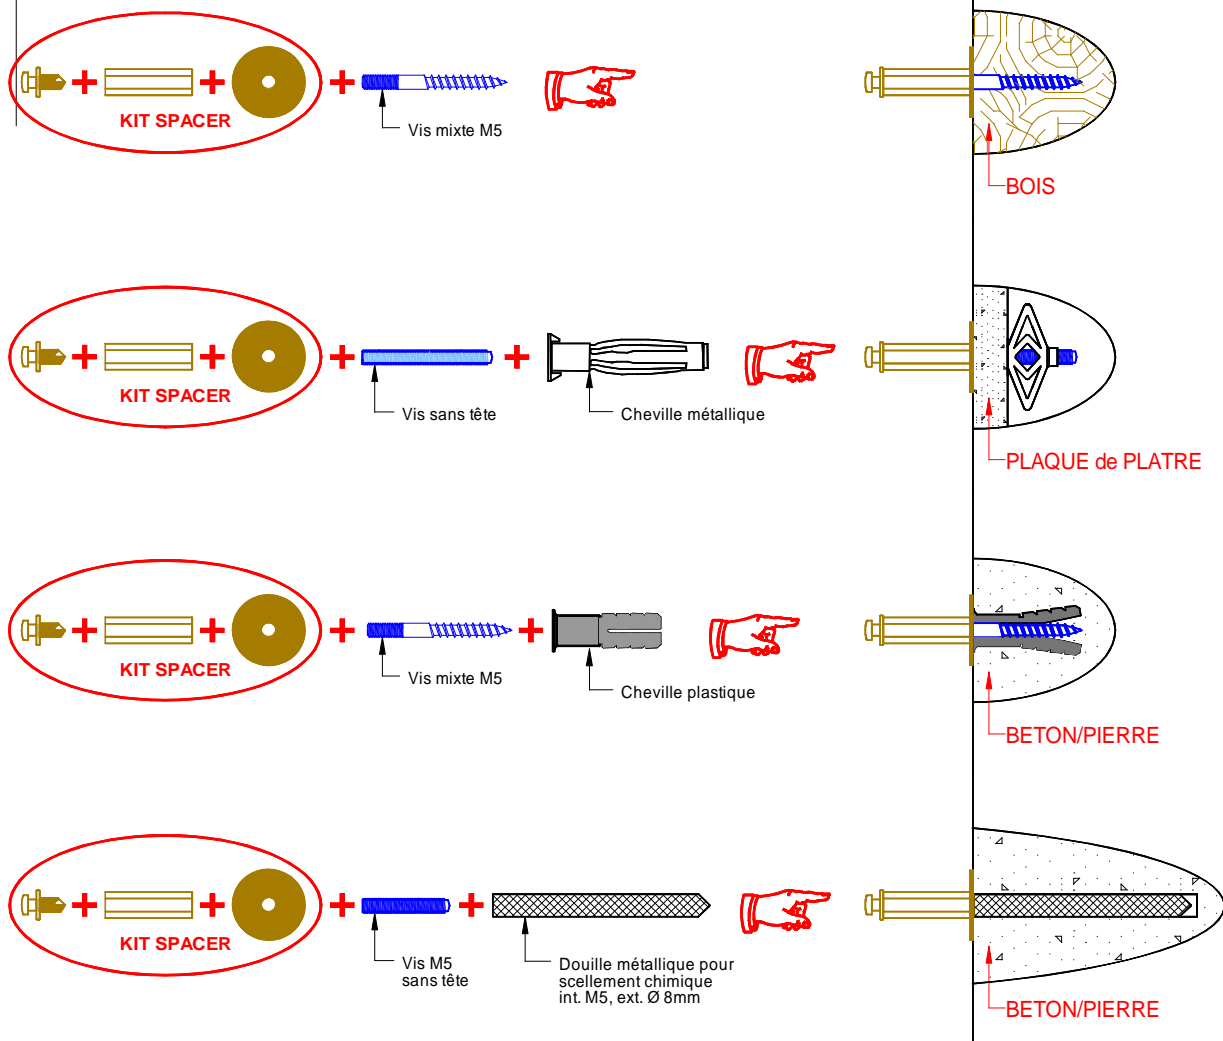 KIT SPACER
Vis mixte M5
BOIS
KIT SPACER
Vis sans tête
Cheville métallique
PLAQUE de PLATRE
KIT SPACER
Vis mixte M5
Cheville plastique
BETON/PIERRE
KIT SPACER
Vis M5
sans tête
Douille métallique pour
scellement chimique
int. M5, ext. Ø 8mm
BETON/PIERRE